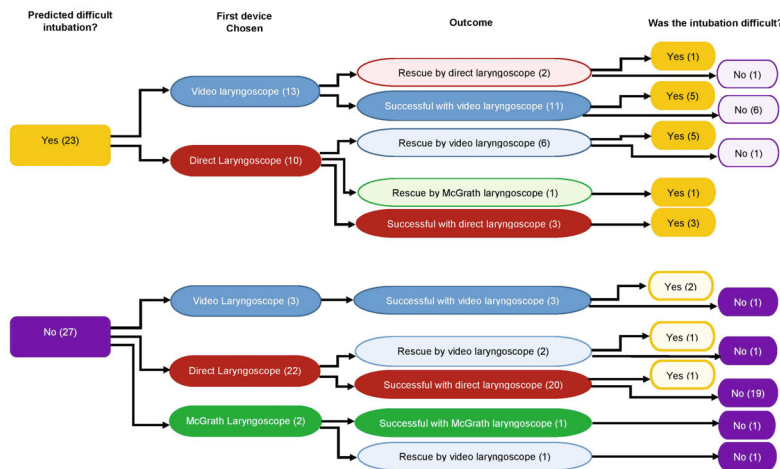 Predicted difficult
intubation?
First device
Chosen
Outcome
Was the intubation difficult?
Yes (23)
Video laryngoscope (13)
Rescue by direct laryngoscope (2)
Yes (1)
No (1)
Successful with video laryngoscope (11)
Yes (5)
No (6)
Direct Laryngoscope (10)
Rescue by video laryngoscope (6)
Yes (5)
No (1)
Rescue by McGrath laryngoscope (1)
Yes (1)
Successful with direct laryngoscope (3)
Yes (3)
No (27)
Video Laryngoscope (3)
Successful with video laryngoscope (3)
Yes (2)
No (1)
Direct Laryngoscope (22)
Rescue by video laryngoscope (2)
Yes (1)
No (1)
Successful with direct laryngoscope (20)
Yes (1)
No (19)
McGrath Laryngoscope (2)
Successful with McGrath laryngoscope (1)
No (1)
Rescue by video laryngoscope (1)
No (1)